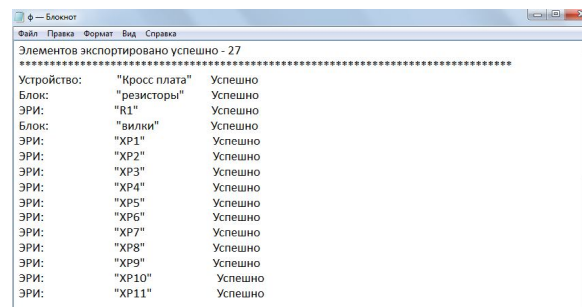 ф — Блокнот
Файл Правка Формат Вид Справка
Элементов экспортировано успешно - 27
********************************************************************************
Устройство: "Кросс плата" Успешно
Блок: "резисторы" Успешно
ЭРИ: "R1" Успешно
Блок: "вилки" Успешно
ЭРИ: "XP1" Успешно
ЭРИ: "XP2" Успешно
ЭРИ: "XP3" Успешно
ЭРИ: "XP4" Успешно
ЭРИ: "XP5" Успешно
ЭРИ: "XP6" Успешно
ЭРИ: "XP7" Успешно
ЭРИ: "XP8" Успешно
ЭРИ: "XP9" Успешно
ЭРИ: "XP10" Успешно
ЭРИ: "XP11" Успешно